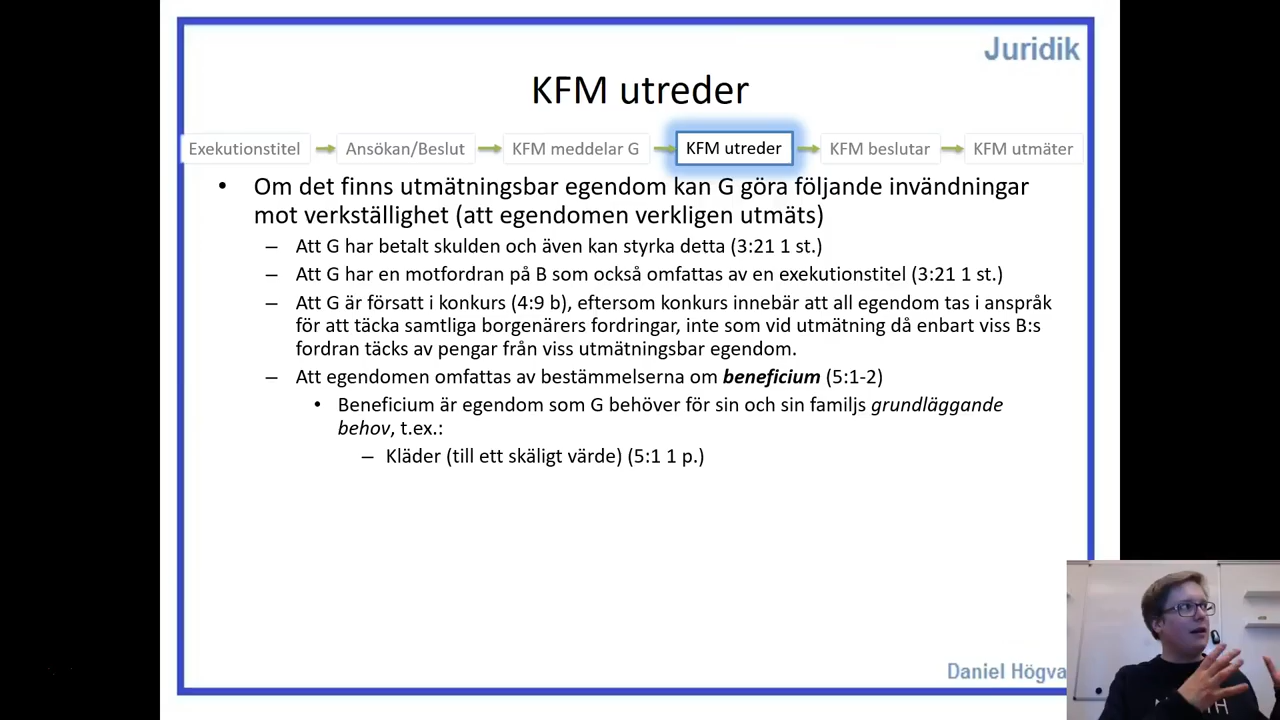 Juridik
KFM utreder
Exekutionstitel
Ansökan/Beslut
KFM meddelar G
KFM utreder
KFM beslutar
KFM utmäter
• Om det finns utmätningsbar egendom kan G göra följande invändningar
mot verkställighet (att egendomen verkligen utmäts)
– Att G har betalt skulden och även kan styrka detta (3:21 1 st.)
– Att G har en motfordran på B som också omfattas av en exekutionstitel (3:21 1 st.)
– Att G är försatt i konkurs (4:9 b), eftersom konkurs innebär att all egendom tas i anspråk
för att täcka samtliga borgenärers fordringar, inte som vid utmätning då enbart viss B:s
fordran täcks av pengar från viss utmätningsbar egendom.
– Att egendomen omfattas av bestämmelserna om beneficium (5:1-2)
• Beneficium är egendom som G behöver för sin och sin familjs grundläggande
behov, t.ex.:
– Kläder (till ett skäligt värde) (5:1 1 p.)
Daniel Högva